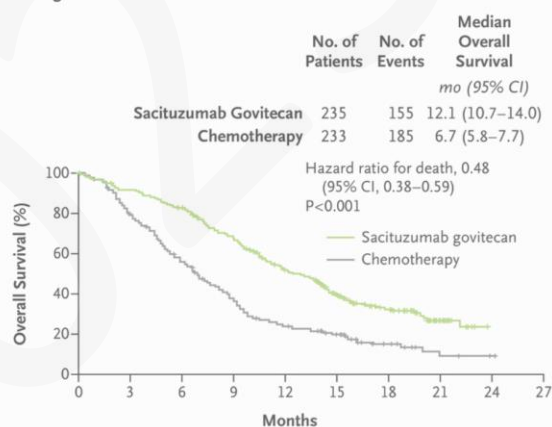 Median
No. of No. of Overall
Patients Events Survival
mo (95% CI)
Sacituzumab Govitecan 235 155 12.1 (10.7–14.0)
Chemotherapy 233 185 6.7 (5.8–7.7)
Hazard ratio for death, 0.48
(95% CI, 0.38–0.59)
P<0.001
Sacituzumab govitecan
Chemotherapy
Overall Survival (%)
100
80
60
40
20
0
0 3 6 9 12 15 18 21 24 27
Months